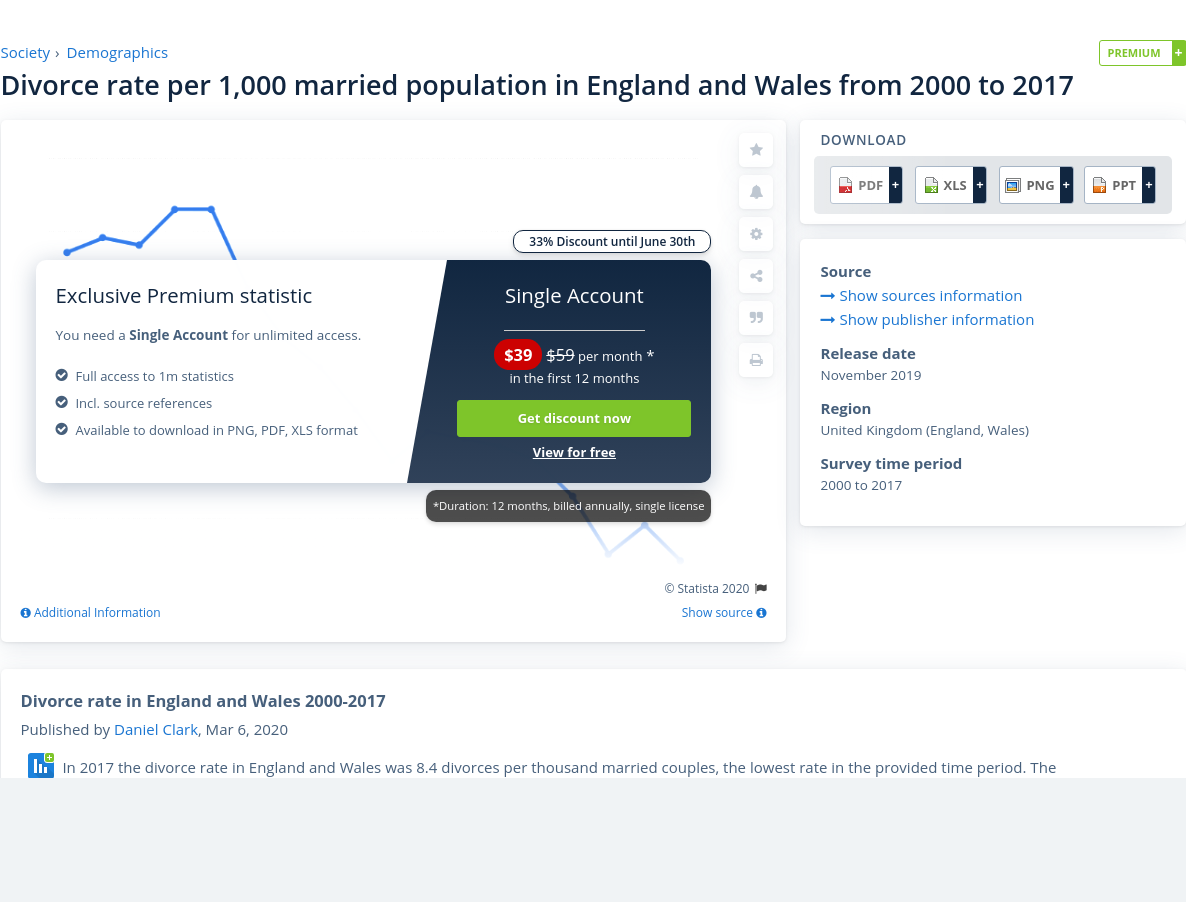 Society › Demographics
PREMIUM +
Divorce rate per 1,000 married population in England and Wales from 2000 to 2017
33% Discount until June 30th
Exclusive Premium statistic
You need a Single Account for unlimited access.
Full access to 1m statistics
Incl. source references
Available to download in PNG, PDF, XLS format
Single Account
$39 $59 per month *
in the first 12 months
Get discount now
View for free
*Duration: 12 months, billed annually, single license
© Statista 2020
Additional Information
Show source
DOWNLOAD
PDF + XLS + PNG + PPT +
Source
Show sources information
Show publisher information
Release date
November 2019
Region
United Kingdom (England, Wales)
Survey time period
2000 to 2017
Divorce rate in England and Wales 2000-2017
Published by Daniel Clark, Mar 6, 2020
In 2017 the divorce rate in England and Wales was 8.4 divorces per thousand married couples, the lowest rate in the provided time period. The